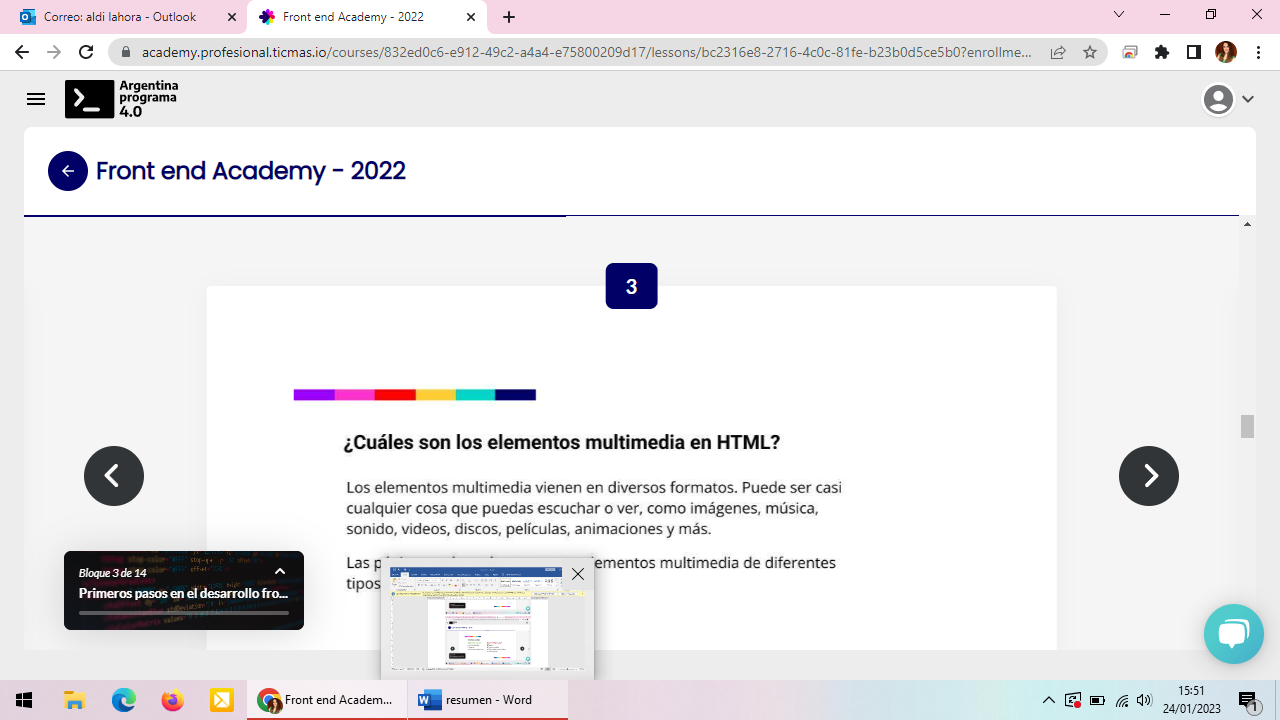 Correo: aldi lahora - Outlook
Front end Academy - 2022
academy.profesional.ticmas.io/courses/832ed0c6-e912-49c2-a4a4-e75800209d17/lessons/bc2316e8-2716-4c0c-81fe-b23b0d5ce5b0?enrollme...
Argentina
programa
4.0
Front end Academy - 2022
3
¿Cuáles son los elementos multimedia en HTML?
Los elementos multimedia vienen en diversos formatos. Puede ser casi
cualquier cosa que puedas escuchar o ver, como imágenes, música,
sonido, videos, discos, películas, animaciones y más.
Las
ementos multimedia de diferentes
tipos
Bloque 3 de 14
Primeros pasos en el desarrollo fro...
Front end Academ...
resumen - Word
15:51
24/01/2023
1